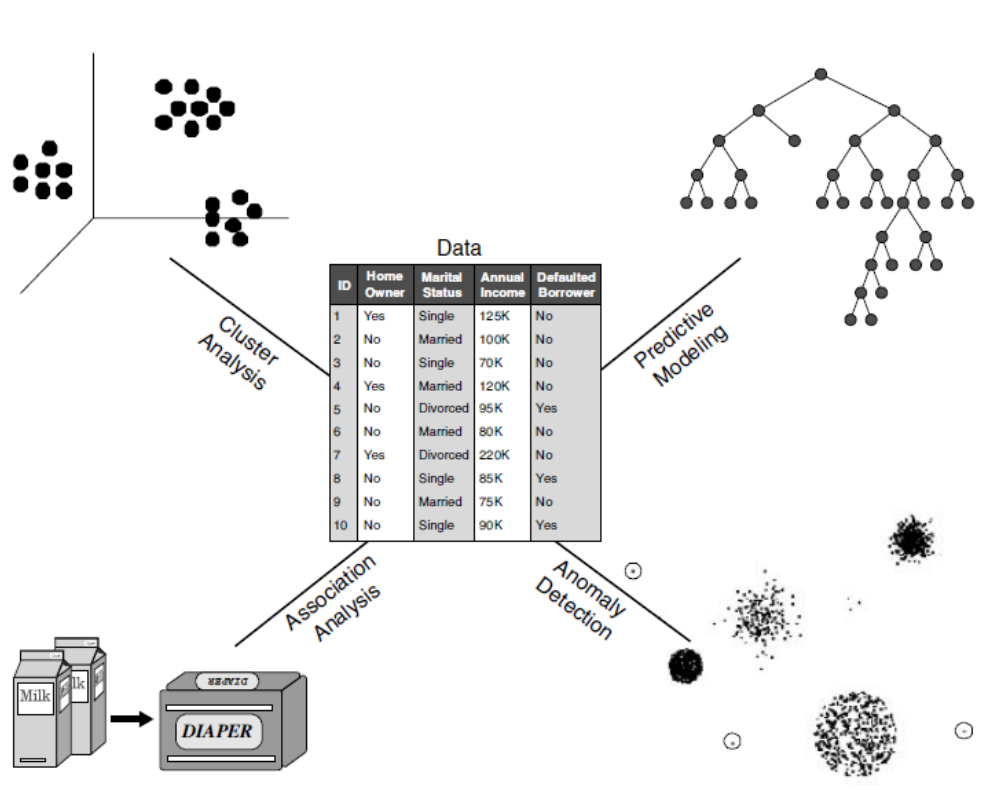 Data
ID Home Owner Marital Status Annual Income Defaulted Borrower
1 Yes Single 125K No
2 No Married 100K No
3 No Single 70K No
4 Yes Married 120K No
5 No Divorced 95K Yes
6 No Married 80K No
7 Yes Divorced 220K No
8 No Single 85K Yes
9 No Married 75K No
10 No Single 90K Yes
Cluster
Analysis
Predictive
Modeling
Association
Analysis
Anomaly
Detection
Milk
lk
DIAPER
DIAPER